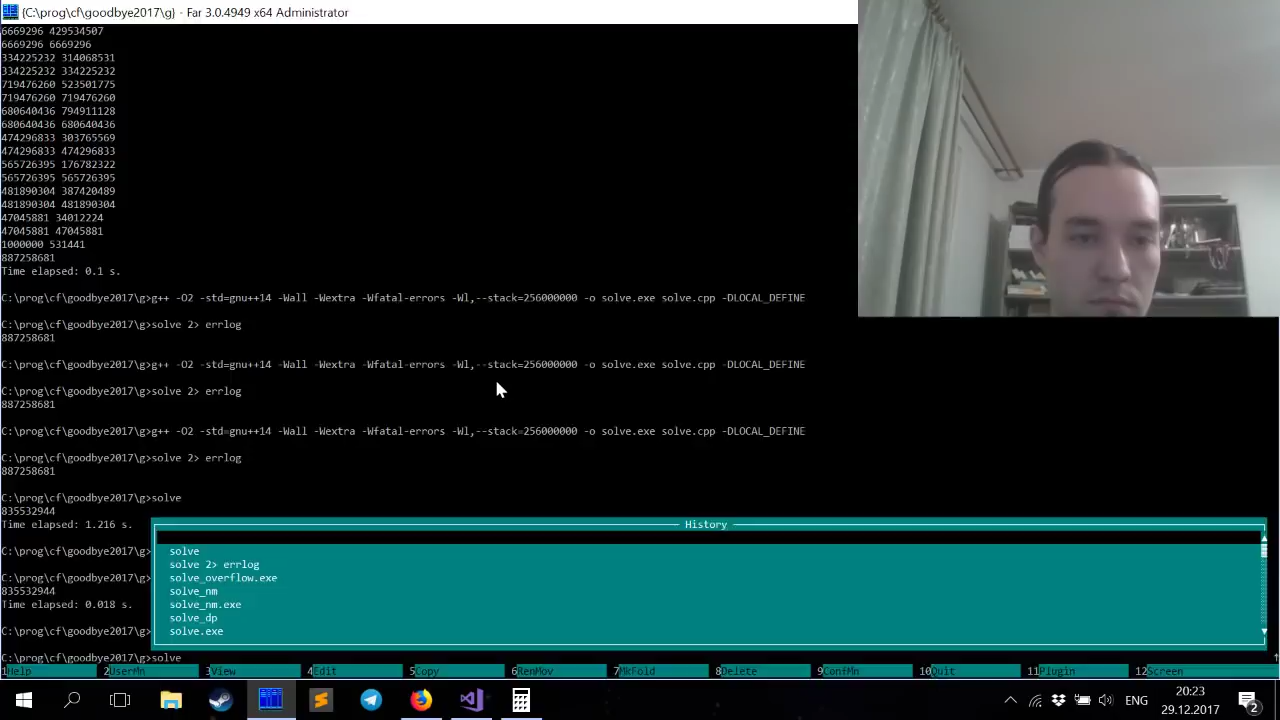 {C:\prog\cf\goodbye2017\g} - Far 3.0.4949 x64 Administrator
6669296 429534507
6669296 6669296
334225232 314068531
334225232 334225232
719476260 523501775
719476260 719476260
680640436 794911128
680640436 680640436
474296833 303765569
474296833 474296833
565726395 176782322
565726395 565726395
481890304 387420489
481890304 481890304
47045881 34012224
47045881 47045881
1000000 531441
887258681
Time elapsed: 0.1 s.
C:\prog\cf\goodbye2017\g>g++ -O2 -std=gnu++14 -Wall -Wextra -Wfatal-errors -Wl,--stack=256000000 -o solve.exe solve.cpp -DLOCAL_DEFINE
C:\prog\cf\goodbye2017\g>solve 2> errlog
887258681
C:\prog\cf\goodbye2017\g>g++ -O2 -std=gnu++14 -Wall -Wextra -Wfatal-errors -Wl,--stack=256000000 -o solve.exe solve.cpp -DLOCAL_DEFINE
C:\prog\cf\goodbye2017\g>solve 2> errlog
887258681
C:\prog\cf\goodbye2017\g>g++ -O2 -std=gnu++14 -Wall -Wextra -Wfatal-errors -Wl,--stack=256000000 -o solve.exe solve.cpp -DLOCAL_DEFINE
C:\prog\cf\goodbye2017\g>solve 2> errlog
887258681
C:\prog\cf\goodbye2017\g>solve
835532944
Time elapsed: 1.216 s.
History
C:\prog\cf\goodbye2017\g>
solve
solve 2> errlog
C:\prog\cf\goodbye2017\g>
solve_overflow.exe
835532944
solve_nm
Time elapsed: 0.018 s.
solve_nm.exe
solve_dp
C:\prog\cf\goodbye2017\g>
solve.exe
C:\prog\cf\goodbye2017\g>solve
1Help 2UserMn 3View 4Edit 5Copy 6RenMov 7MkFold 8Delete 9ConfMn 10Quit 11Plugin 12Screen
ENG
20:23
29.12.2017
2